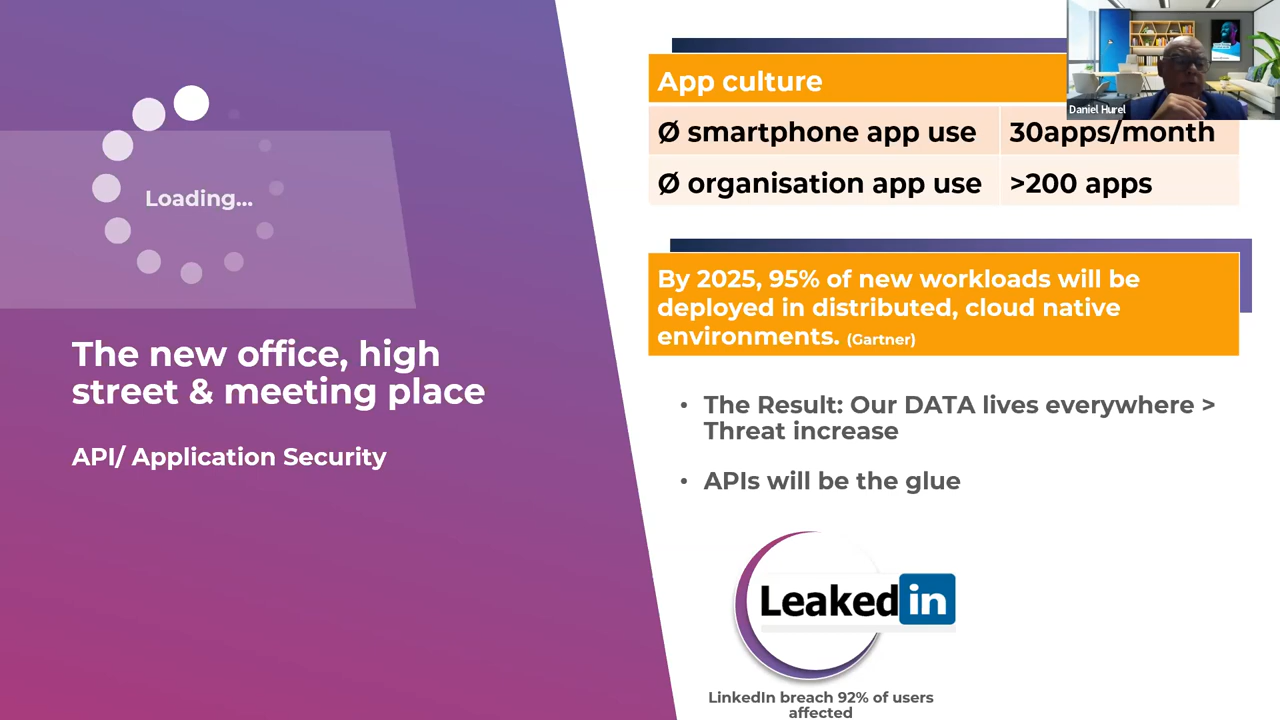 Loading...
The new office, high
street & meeting place
API/ Application Security
App culture
Ø smartphone app use 30apps/month
Ø organisation app use >200 apps
By 2025, 95% of new workloads will be
deployed in distributed, cloud native
environments. (Gartner)
• The Result: Our DATA lives everywhere >
Threat increase
• APIs will be the glue
Leakedin
LinkedIn breach 92% of users
affected
Daniel Hurel